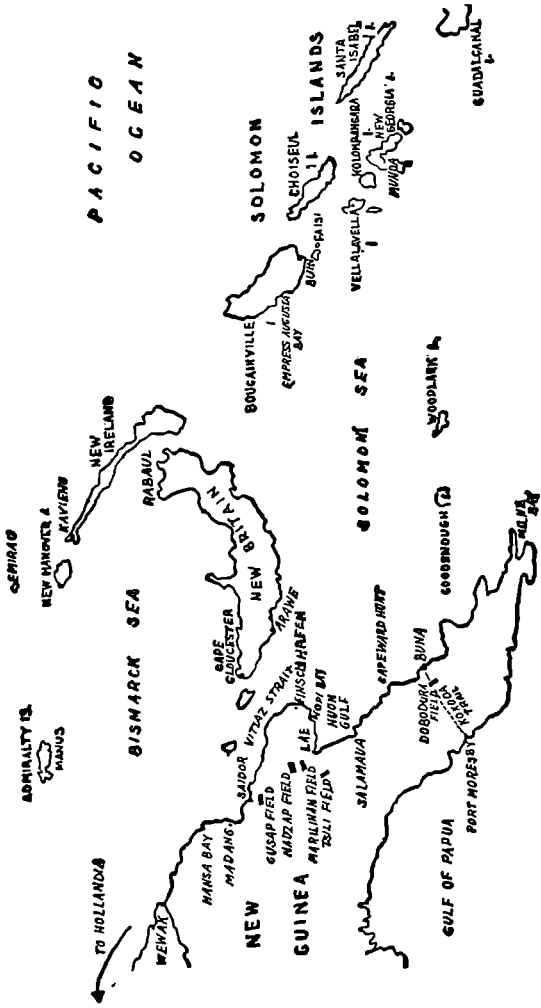 PACIFIC
OCEAN
EMIRAU
NEW HANOVER I.
KAVIENG
NEW
IRELAND
ADMIRALTY IS.
MANUS
TO HOLLANDIA
BISMARCK SEA
RABAUL
NEW BRITAIN
CAPE
GLOUCESTER
ARAWE
WEWAK
HANSA BAY
MADANG
SAIDOR
VITIAZ STRAIT
FINSCHHAFEN
HOPOI BAY
HUON
GULF
LAE
NEW
GUINEA
GUSAP FIELD
NADZAP FIELD
MARILINAN FIELD
TSILI FIELD
SALAMAUA
SOLOMON
ISLANDS
BOUGAINVILLE
I
EMPRESS AUGUSTA
BAY
BUIN
FAISI
CHOISEUL
I.
SANTA
ISABEL
I.
VELLA LAVELLA
I
KOLOMBANGARA
I.
NEW
GEORGIA I.
MUNDA
GUADALCANAL
I.
SOLOMON SEA
WOODLARK I.
GOODENOUGH I.
CAPE WARD HUNT
BUNA
DOBODURA
FIELD
KOKODA
TRAIL
PORT MORESBY
GULF OF PAPUA
MILNE
BAY